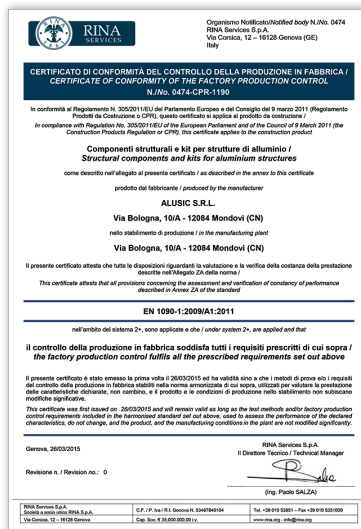 RINA
SERVICES
Organismo Notificato/Notified body N./No. 0474
RINA Services S.p.A.
Via Corsica, 12 – 16128 Genova (GE)
Italy
CERTIFICATO DI CONFORMITÀ DEL CONTROLLO DELLA PRODUZIONE IN FABBRICA /
CERTIFICATE OF CONFORMITY OF THE FACTORY PRODUCTION CONTROL
N./No. 0474-CPR-1190
In conformità al Regolamento N. 305/2011/EU del Parlamento Europeo e del Consiglio del 9 marzo 2011 (Regolamento
Prodotti da Costruzione o CPR), questo certificato si applica al prodotto da costruzione /
In compliance with Regulation No. 305/2011/EU of the European Parliament and of the Council of 9 March 2011 (the
Construction Products Regulation or CPR), this certificate applies to the construction product
Componenti strutturali e kit per strutture di alluminio /
Structural components and kits for aluminium structures
come descritto nell'allegato al presente certificato / as described in the annex to this certificate
prodotto dal fabbricante / produced by the manufacturer
ALUSIC S.R.L.
Via Bologna, 10/A - 12084 Mondovì (CN)
nello stabilimento di produzione / in the manufacturing plant
Via Bologna, 10/A - 12084 Mondovì (CN)
Il presente certificato attesta che tutte le disposizioni riguardanti la valutazione e la verifica della costanza della prestazione
descritte nell'Allegato ZA della norma /
This certificate attests that all provisions concerning the assessment and verification of constancy of performance
described in Annex ZA of the standard
EN 1090-1:2009/A1:2011
nell'ambito del sistema 2+, sono applicate e che / under system 2+, are applied and that
il controllo della produzione in fabbrica soddisfa tutti i requisiti prescritti di cui sopra /
the factory production control fulfils all the prescribed requirements set out above
Il presente certificato è stato emesso la prima volta il 26/03/2015 ed ha validità sino a che i metodi di prova e/o i requisiti
del controllo della produzione in fabbrica stabiliti nella norma armonizzata di cui sopra, utilizzati per valutare la prestazione
delle caratteristiche dichiarate, non cambino, e il prodotto e le condizioni di produzione nello stabilimento non subiscano
modifiche significative.
This certificate was first issued on 26/03/2015 and will remain valid as long as the test methods and/or factory production
control requirements included in the harmonised standard set out above, used to assess the performance of the declared
characteristics, do not change, and the product, and the manufacturing conditions in the plant are not modified significantly.
Genova, 26/03/2015
RINA Services S.p.A.
Il Direttore Tecnico / Technical Manager
Revisione n. / Revision no.: 0
(Ing. Paolo SALZA)
RINA Services S.p.A.
Società a socio unico RINA S.p.A.
C.F. / P. Iva / R.I. Genova N. 03487840104
Tel. +39 010 53851 – Fax +39 010 5351000
Via Corsica, 12 – 16128 Genova
Cap. Soc. € 35.000.000,00 i.v.
www.rina.org - info@rina.org